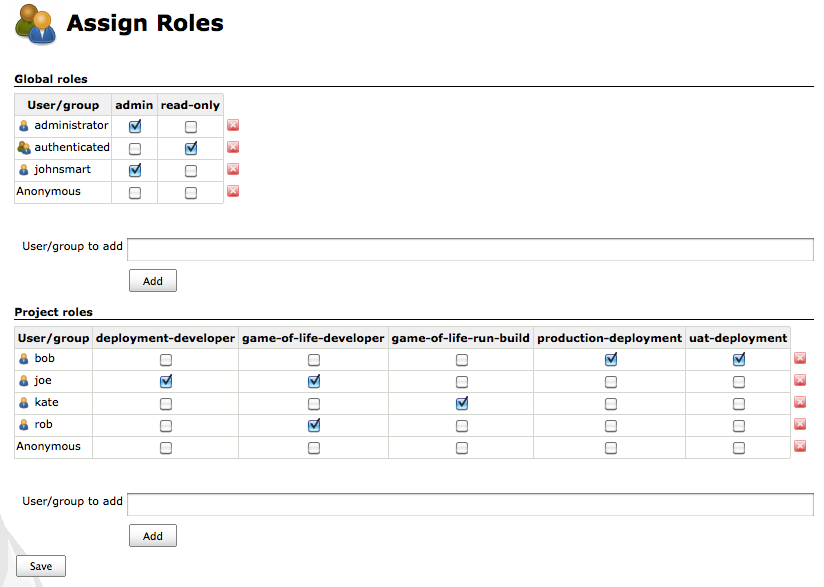 Assign Roles
Global roles
User/group admin read-only
administrator
authenticated
johnsmart
Anonymous
User/group to add
Add
Project roles
User/group deployment-developer game-of-life-developer game-of-life-run-build production-deployment uat-deployment
bob
joe
kate
rob
Anonymous
User/group to add
Add
Save